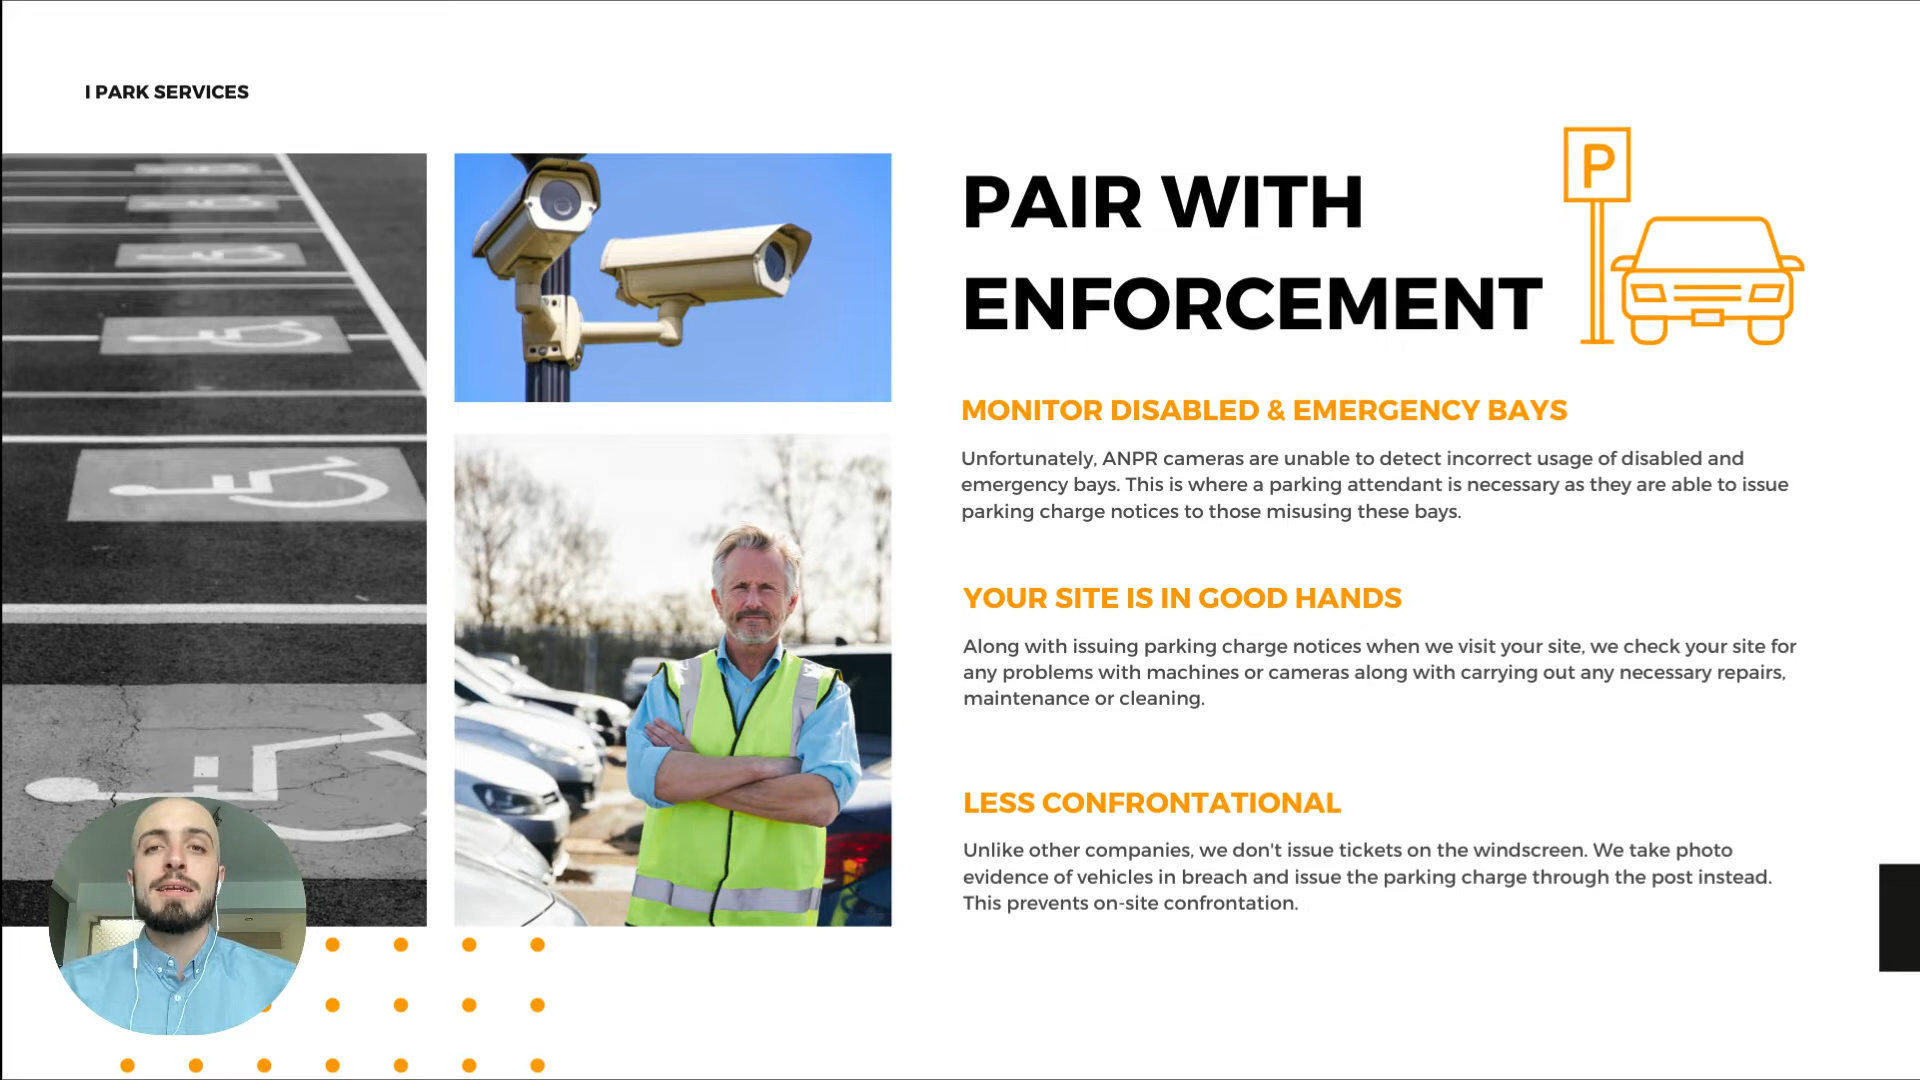 I PARK SERVICES
P
PAIR WITH
ENFORCEMENT
MONITOR DISABLED & EMERGENCY BAYS
Unfortunately, ANPR cameras are unable to detect incorrect usage of disabled and
emergency bays. This is where a parking attendant is necessary as they are able to issue
parking charge notices to those misusing these bays.
YOUR SITE IS IN GOOD HANDS
Along with issuing parking charge notices when we visit your site, we check your site for
any problems with machines or cameras along with carrying out any necessary repairs,
maintenance or cleaning.
LESS CONFRONTATIONAL
Unlike other companies, we don't issue tickets on the windscreen. We take photo
evidence of vehicles in breach and issue the parking charge through the post instead.
This prevents on-site confrontation.